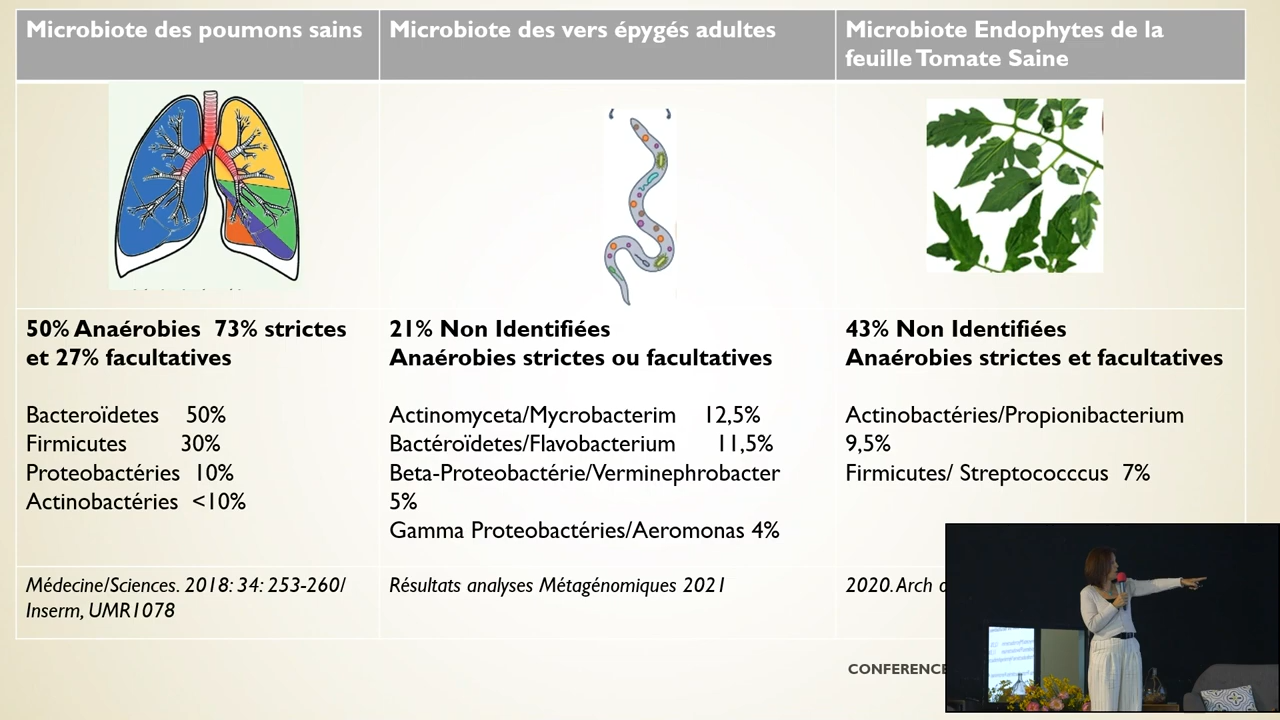 Microbiote des poumons sains
Microbiote des vers épygés adultes
Microbiote Endophytes de la
feuille Tomate Saine
50% Anaérobies 73% strictes
et 27% facultatives
Bacteroïdetes 50%
Firmicutes 30%
Proteobactéries 10%
Actinobactéries <10%
21% Non Identifiées
Anaérobies strictes ou facultatives
Actinomyceta/Mycrobacterim 12,5%
Bactéroïdetes/Flavobacterium 11,5%
Beta-Proteobactérie/Verminephrobacter
5%
Gamma Proteobactéries/Aeromonas 4%
43% Non Identifiées
Anaérobies strictes et facultatives
Actinobactéries/Propionibacterium
9,5%
Firmicutes/ Streptococccus 7%
Médecine/Sciences. 2018: 34: 253-260/
Inserm, UMR1078
Résultats analyses Métagénomiques 2021
2020. Arch
CONFERENCE